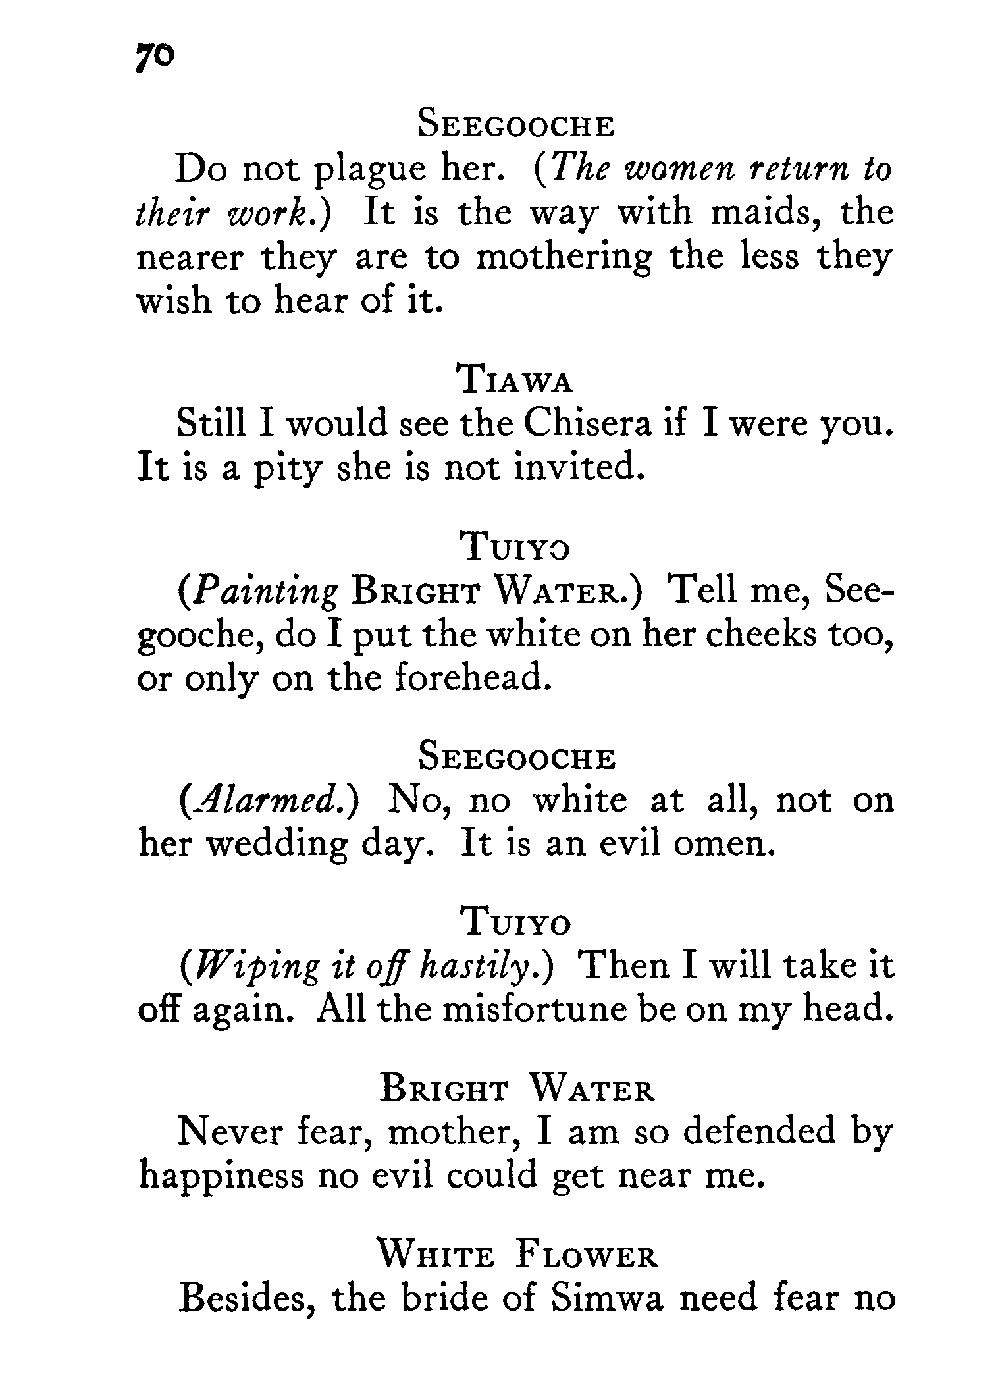 70
SEEGOOCHE
Do not plague her. (The women return to
their work.) It is the way with maids, the
nearer they are to mothering the less they
wish to hear of it.
TIAWA
Still I would see the Chisera if I were you.
It is a pity she is not invited.
TUIYO
(Painting BRIGHT WATER.) Tell me, See-
gooche, do I put the white on her cheeks too,
or only on the forehead.
SEEGOOCHE
(Alarmed.) No, no white at all, not on
her wedding day. It is an evil omen.
TUIYO
(Wiping it off hastily.) Then I will take it
off again. All the misfortune be on my head.
BRIGHT WATER
Never fear, mother, I am so defended by
happiness no evil could get near me.
WHITE FLOWER
Besides, the bride of Simwa need fear no